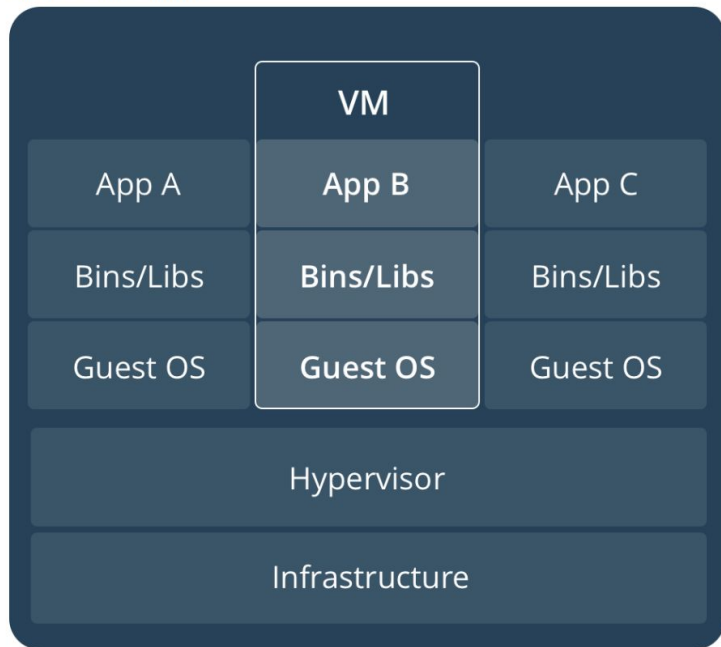 VM
App A App B App C
Bins/Libs Bins/Libs Bins/Libs
Guest OS Guest OS Guest OS
Hypervisor
Infrastructure